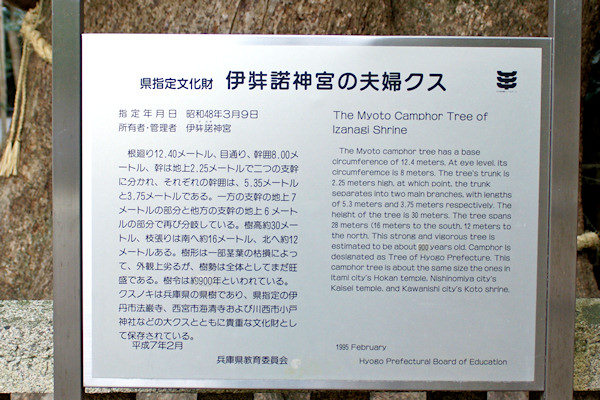 県指定文化財 伊弉諾神宮の夫婦クス
指定年月日 昭和48年3月9日
所有者・管理者 伊弉諾神宮
根廻り12.40メートル、目通り、幹囲8.00メ
ートル、幹は地上2.25メートルで二つの支幹
に分かれ、それぞれの幹囲は、5.35メートル
と3.75メートルである。一方の支幹の地上7
メートルの部分と他方の支幹の地上6メート
ルの部分で再び分岐している。樹高約30メー
トル、枝張りは南へ約16メートル、北へ約12
メートルある。樹形は一部茎葉の枯損によっ
て、外観上劣るが、樹勢は全体としてまだ旺
盛である。樹令は約900年といわれている。
クスノキは兵庫県の県樹であり、県指定の伊
丹市法巌寺、西宮市海清寺および川西市小戸
神社などの大クスとともに貴重な文化財とし
て保存されている。
平成7年2月
兵庫県教育委員会
The Myoto Camphor Tree of
Izanagi Shrine
The Myoto camphor tree has a base
circumference of 12.4 meters. At eye level, its
circumferece is 8 meters. The tree's trunk is
2.25 meters high, at which point, the trunk
separates into two main branches, with lengths
of 5.3 meters and 3.75 meters respectively. The
height of the tree is 30 meters. The tree spans
28 meters (16 meters to the south, 12 meters to
the north. This strong and vigorous tree is
estimated to be about 900 years old. Camphor is
designated as Tree of Hyogo Prefecture. This
camphor tree is about the same size the ones in
Itami city's Hokan temple, Nishinomiya city's
Kaisei temple, and Kawanishi city's Koto shrine.
1995 February
Hyogo Prefectural Board of Education